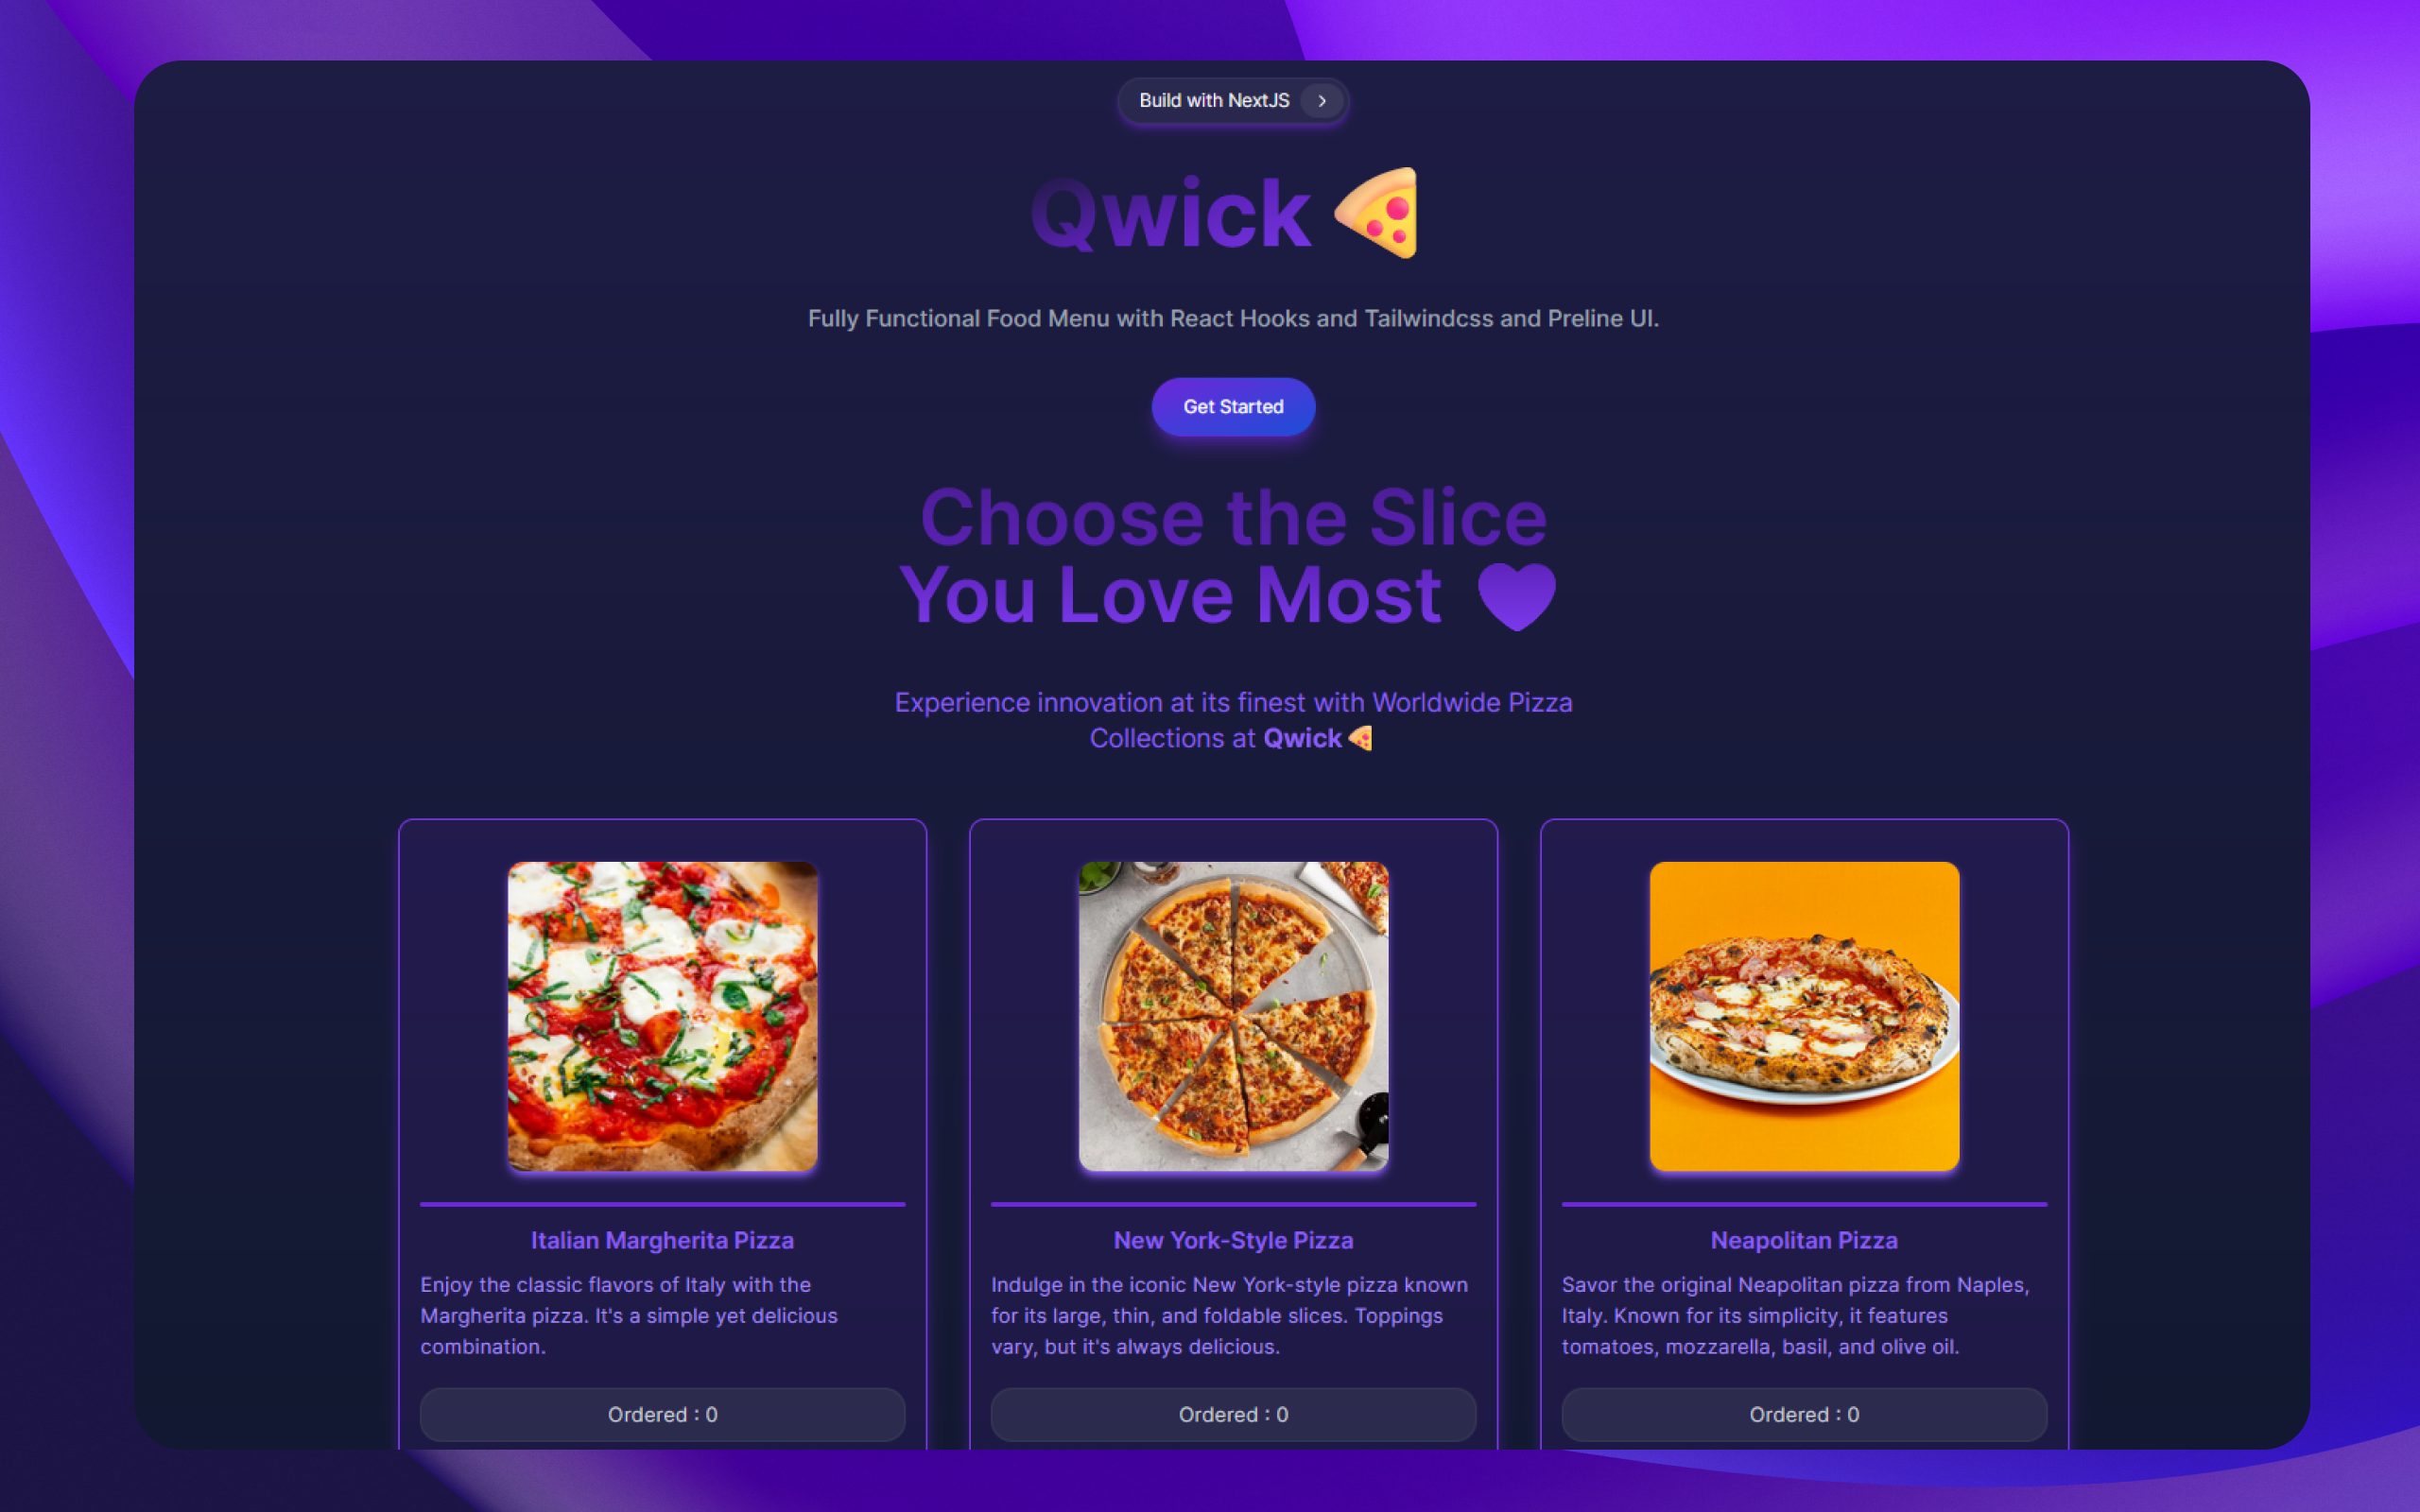 Build with NextJS
Qwick 🍕
Fully Functional Food Menu with React Hooks and Tailwindcss and Preline UI.
Get Started
Choose the Slice
You Love Most
Experience innovation at its finest with Worldwide Pizza
Collections at Qwick 🍕
Italian Margherita Pizza
Enjoy the classic flavors of Italy with the
Margherita pizza. It's a simple yet delicious
combination.
Ordered : 0
New York-Style Pizza
Indulge in the iconic New York-style pizza known
for its large, thin, and foldable slices. Toppings
vary, but it's always delicious.
Ordered : 0
Neapolitan Pizza
Savor the original Neapolitan pizza from Naples,
Italy. Known for its simplicity, it features
tomatoes, mozzarella, basil, and olive oil.
Ordered : 0